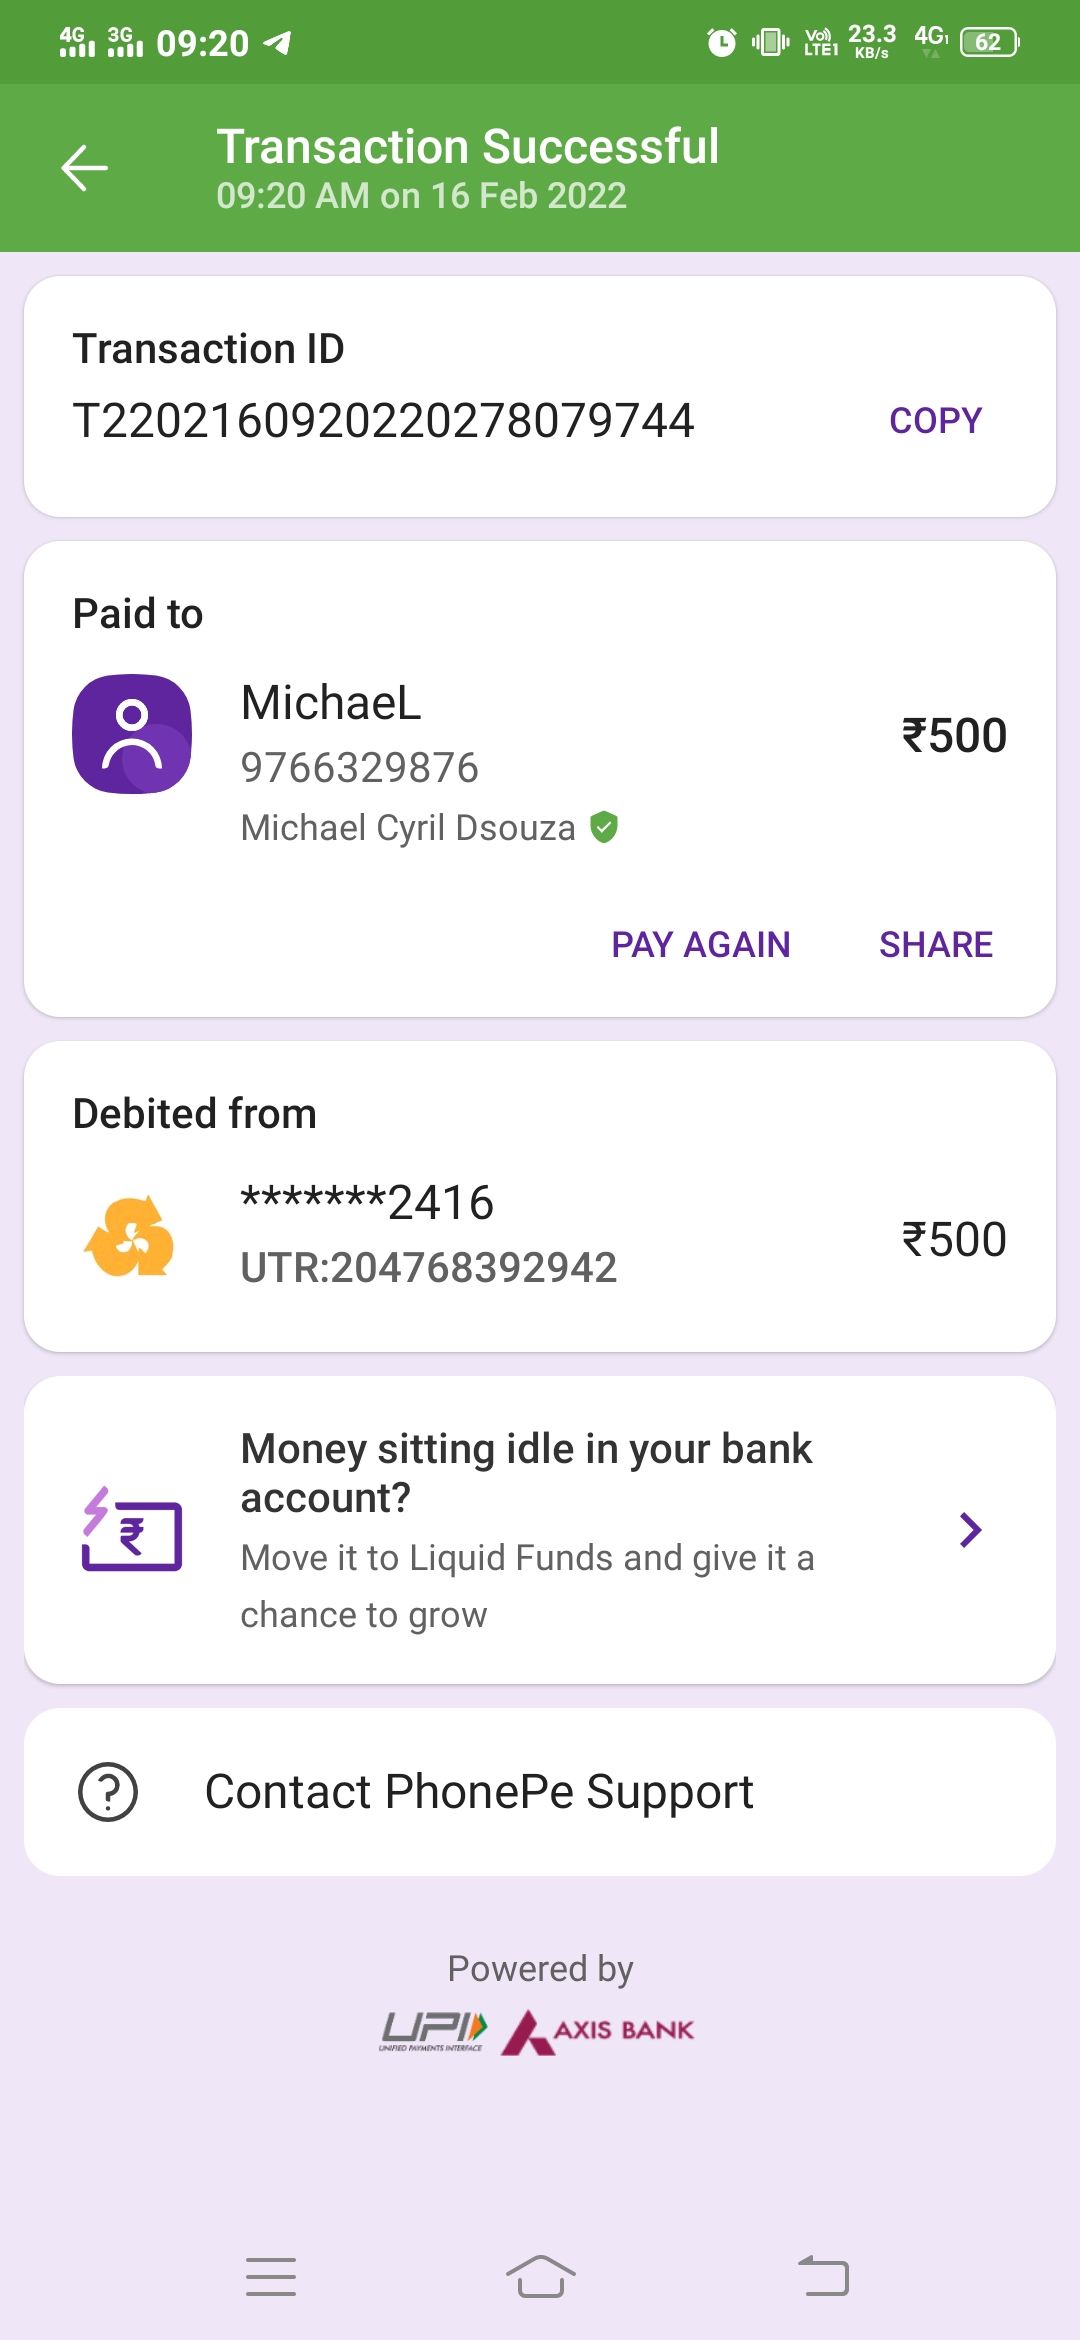 4G 3G 09:20 Vo) LTE1 23.3 KB/s 4G1 62
Transaction Successful
09:20 AM on 16 Feb 2022
Transaction ID
T2202160920220278079744 COPY
Paid to
MichaeL
9766329876
₹500
Michael Cyril Dsouza
PAY AGAIN SHARE
Debited from
*******2416
UTR:204768392942
₹500
Money sitting idle in your bank
account?
Move it to Liquid Funds and give it a
chance to grow
₹
Contact PhonePe Support
Powered by
UPI AXIS BANK
UNIFIED PAYMENTS INTERFACE